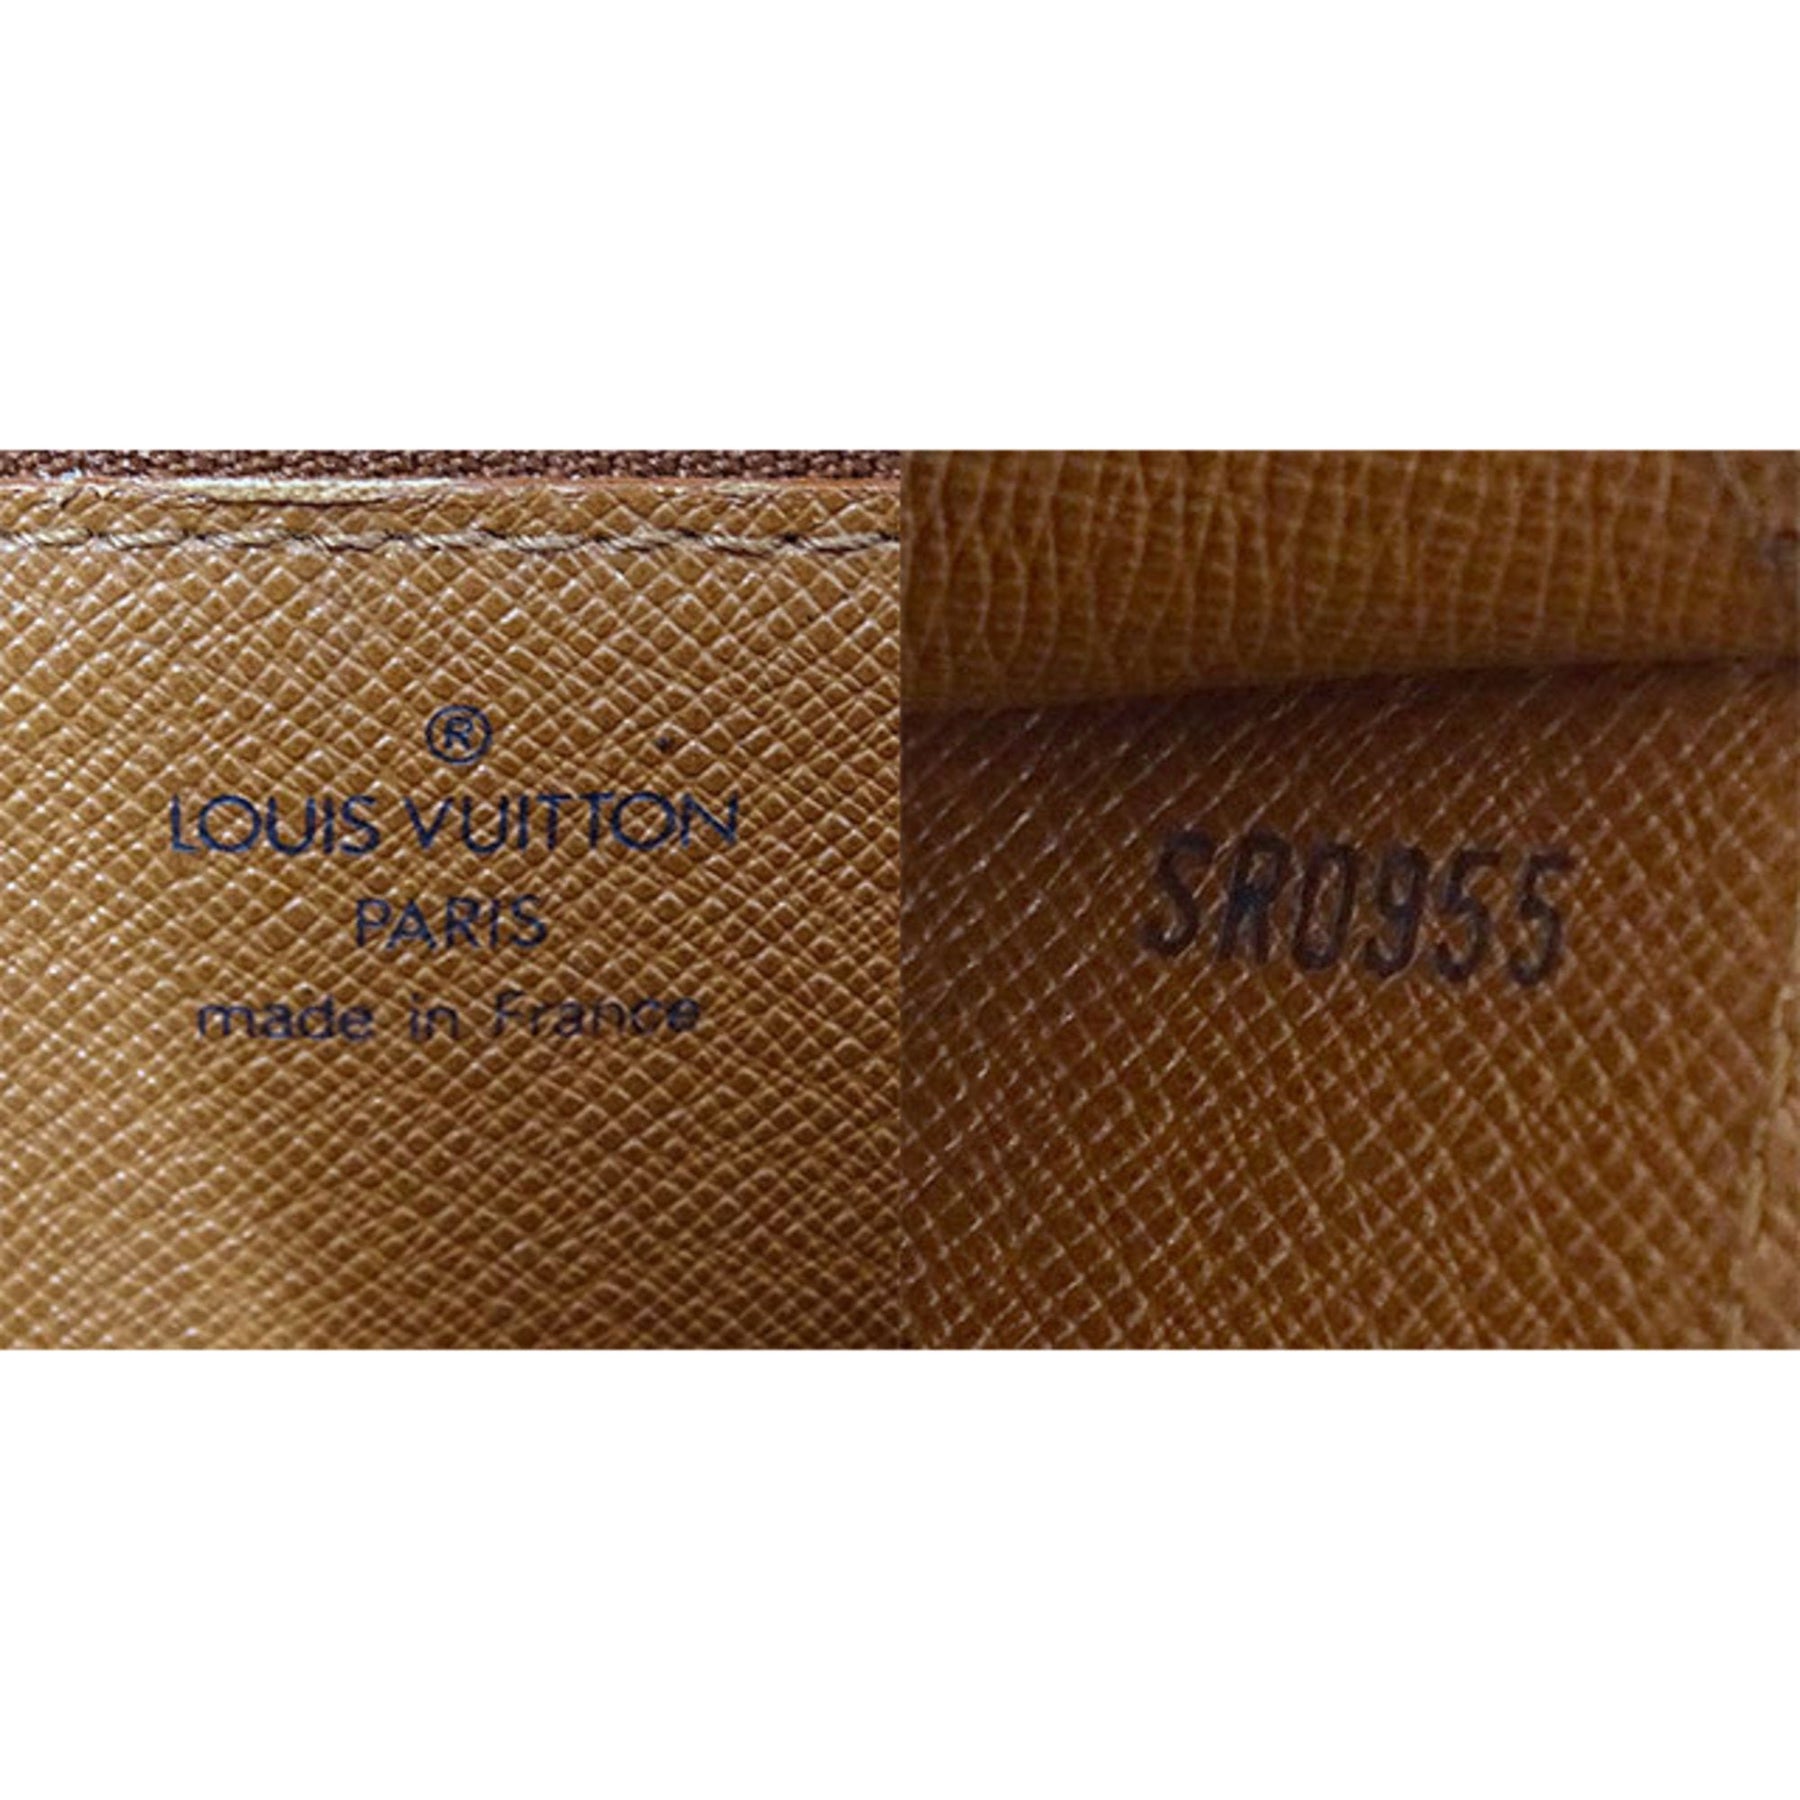 ®
LOUIS VUITTON
PARIS
made in France
SR0955